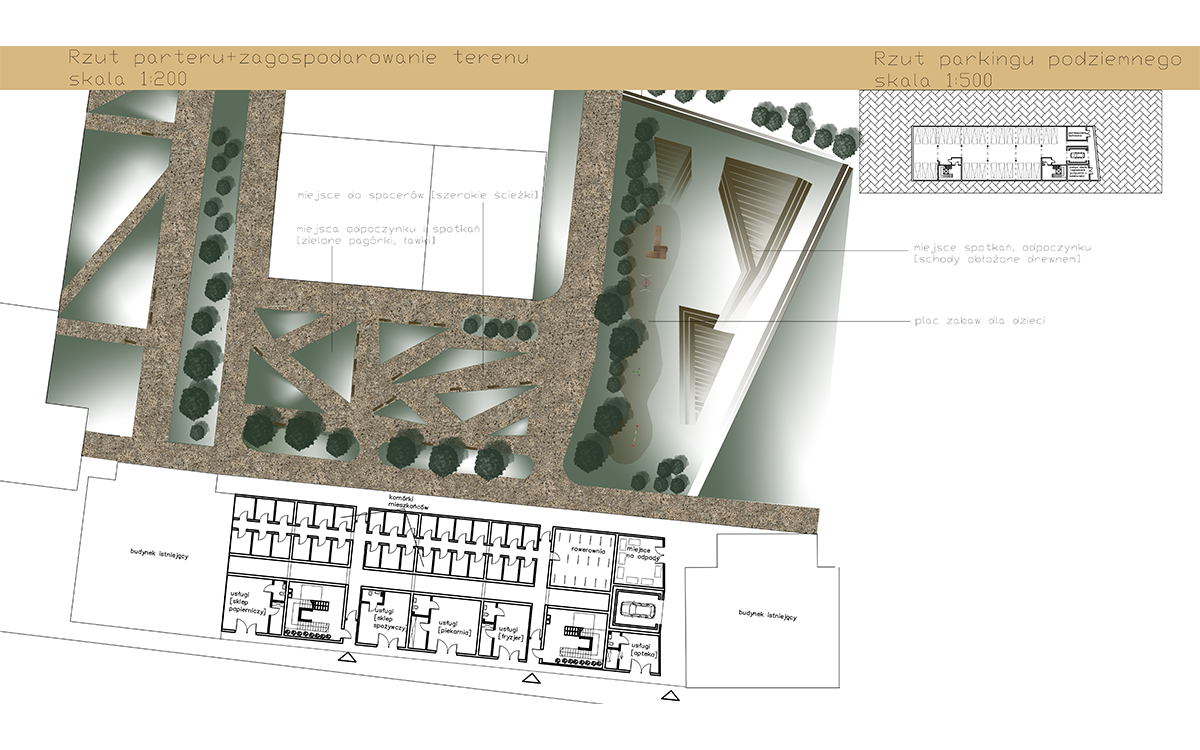 Rzut parteru+zagospodarowanie terenu
skala 1:200
Rzut parkingu podziemnego
skala 1:500
miejsce do spacerów [szerokie ścieżki]
miejsca odpoczynku i spotkań
[zielone pagórki, ławki]
miejsce spotkań, odpoczynku
[schody obłożone drewnem]
plac zabaw dla dzieci
komórki
mieszkańców
budynek istniejący
rowerownia
miejsce
na odpady
usługi
[sklep
papierniczy]
usługi
[sklep
spożywczy]
usługi
[piekarnia]
usługi
[fryzjer]
usługi
[apteka]
budynek istniejący